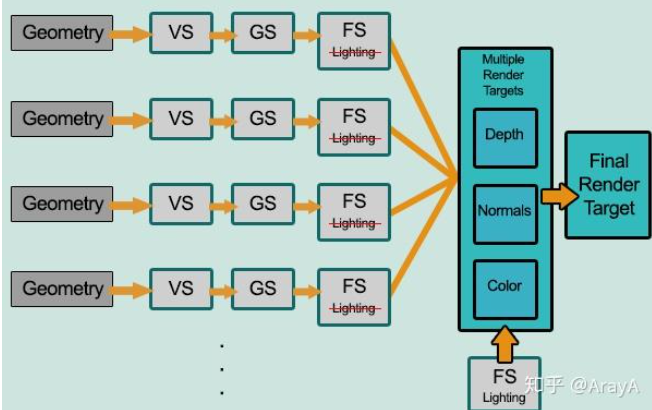 Geometry
VS
GS
FS
Lighting
Geometry
VS
GS
FS
Lighting
Geometry
VS
GS
FS
Lighting
Geometry
VS
GS
FS
Lighting
Multiple
Render
Targets
Depth
Normals
Color
Final
Render
Target
FS
Lighting
知乎 @ArayA